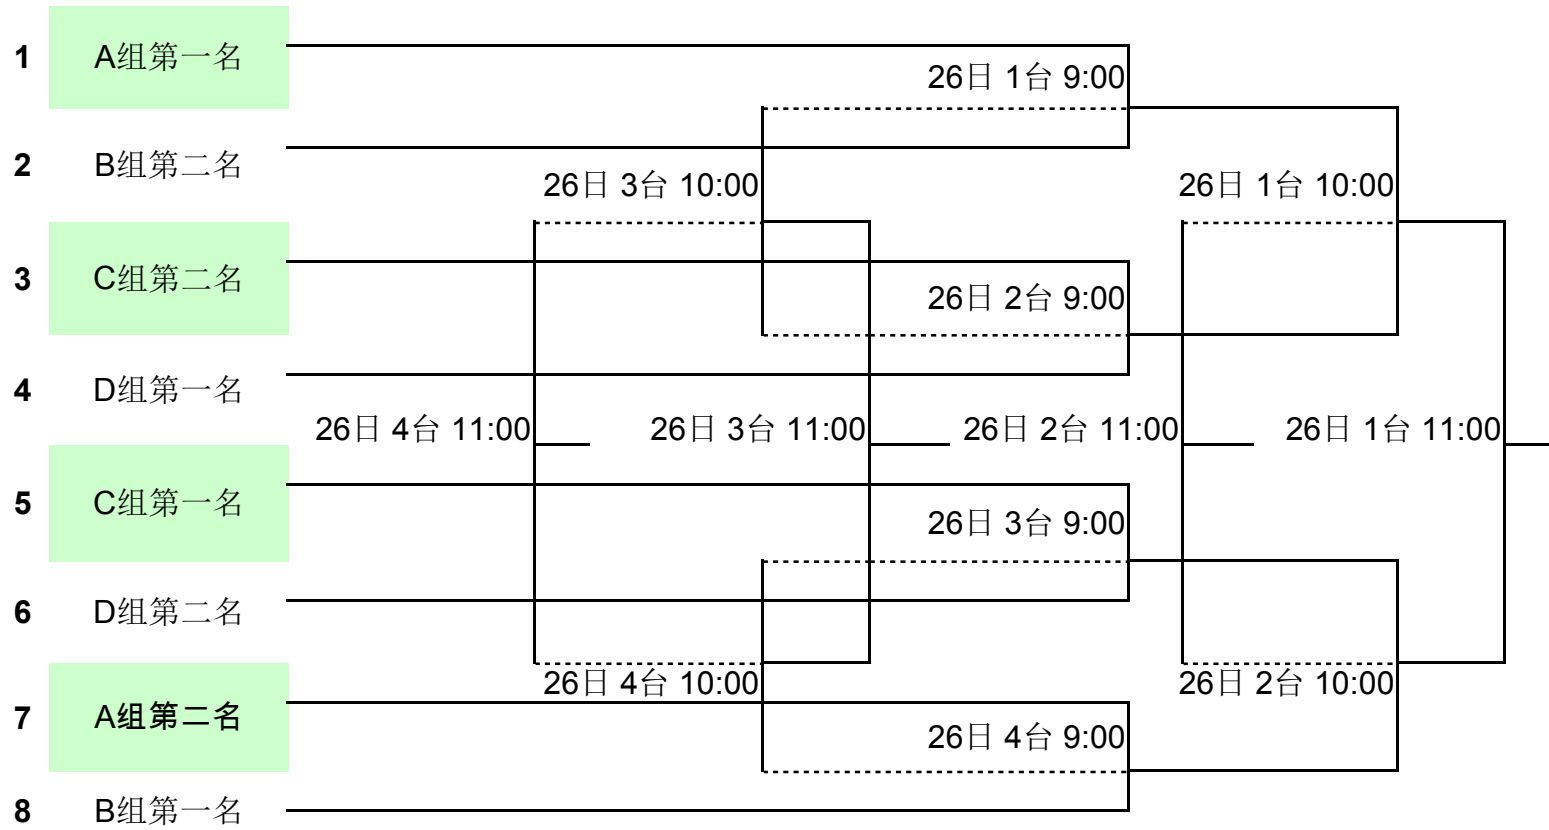 1 A组第一名
26日 1台 9:00
2 B组第二名
26日 3台 10:00 26日 1台 10:00
3 C组第二名
26日 2台 9:00
4 D组第一名
26日 4台 11:00 26日 3台 11:00 26日 2台 11:00 26日 1台 11:00
5 C组第一名
26日 3台 9:00
6 D组第二名
26日 4台 10:00 26日 2台 10:00
7 A组第二名
26日 4台 9:00
8 B组第一名